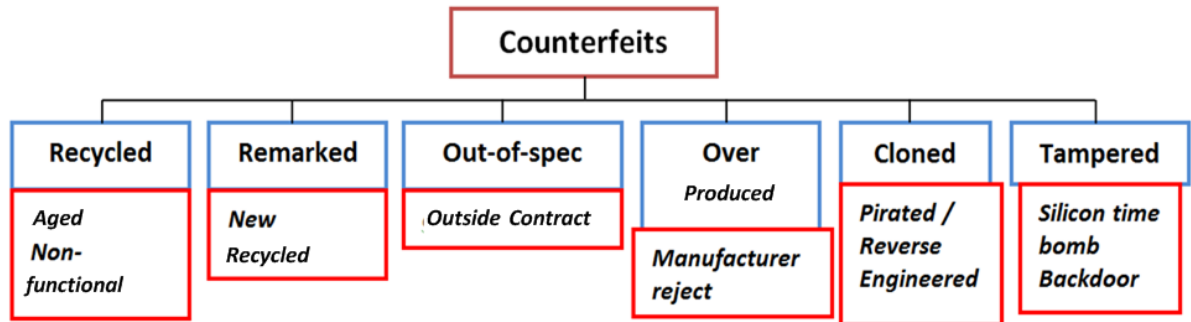 Counterfeits
Recycled
Aged
Non-
functional
Remarked
New
Recycled
Out-of-spec
Outside Contract
Over
Produced
Manufacturer
reject
Cloned
Pirated /
Reverse
Engineered
Tampered
Silicon time
bomb
Backdoor